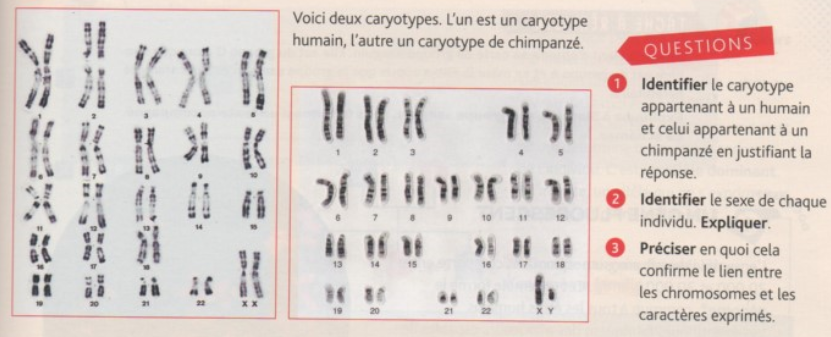 Voici deux caryotypes. L'un est un caryotype
humain, l'autre un caryotype de chimpanzé.
1 2 3 4 5
6 7 8 9 10
11 12 13 14 15
16 17 18
19 20 21 22 X X
1 2 3 4 5
6 7 8 9 10 11 12
13 14 15 16 17 18
19 20 21 22 X Y
QUESTIONS
1 Identifier le caryotype
appartenant à un humain
et celui appartenant à un
chimpanzé en justifiant la
réponse.
2 Identifier le sexe de chaque
individu. Expliquer.
3 Préciser en quoi cela
confirme le lien entre
les chromosomes et les
caractères exprimés.